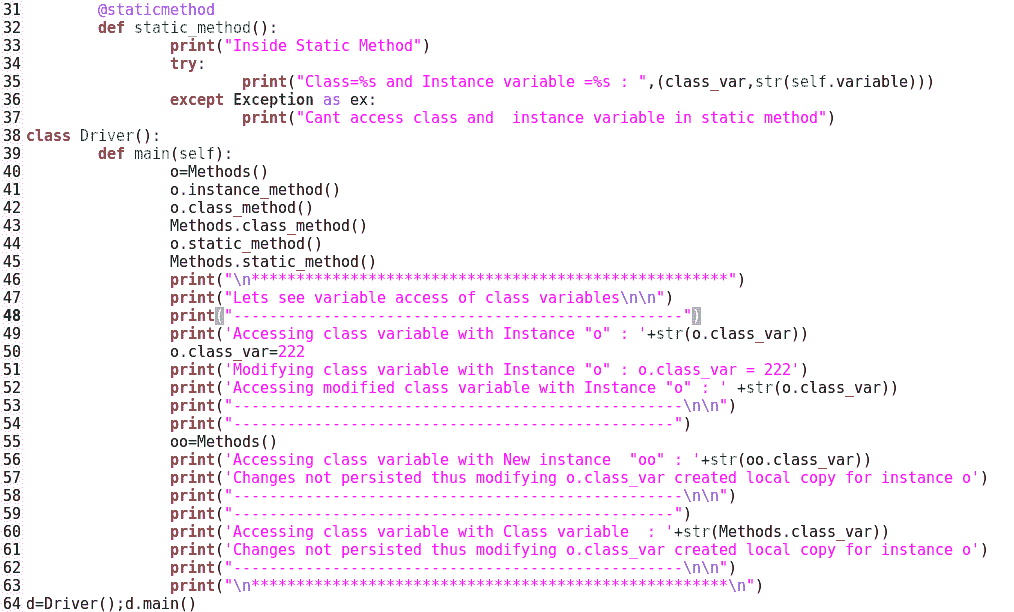 31         @staticmethod
32         def static_method():
33                 print("Inside Static Method")
34                 try:
35                         print("Class=%s and Instance variable =%s : ",(class_var,str(self.variable)))
36                 except Exception as ex:
37                         print("Cant access class and  instance variable in static method")
38 class Driver():
39         def main(self):
40                 o=Methods()
41                 o.instance_method()
42                 o.class_method()
43                 Methods.class_method()
44                 o.static_method()
45                 Methods.static_method()
46                 print("\n*****************************************************")
47                 print("Lets see variable access of class variables\n\n")
48                 print("--------------------------------------------------")
49                 print('Accessing class variable with Instance "o" : '+str(o.class_var))
50                 o.class_var=222
51                 print('Modifying class variable with Instance "o" : o.class_var = 222')
52                 print('Accessing modified class variable with Instance "o" : ' +str(o.class_var))
53                 print("--------------------------------------------------\n\n")
54                 print("-------------------------------------------------")
55                 oo=Methods()
56                 print('Accessing class variable with New instance  "oo" : '+str(oo.class_var))
57                 print('Changes not persisted thus modifying o.class_var created local copy for instance o')
58                 print("--------------------------------------------------\n\n")
59                 print("-------------------------------------------------")
60                 print('Accessing class variable with Class variable  : '+str(Methods.class_var))
61                 print('Changes not persisted thus modifying o.class_var created local copy for instance o')
62                 print("--------------------------------------------------\n\n")
63                 print("\n*****************************************************\n")
64 d=Driver();d.main()